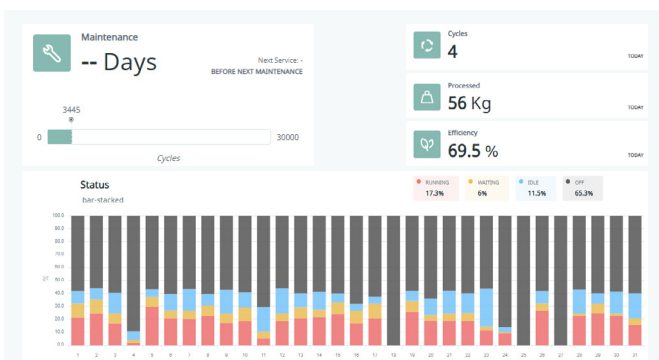 Maintenance
-- Days
Next Service: -
BEFORE NEXT MAINTENANCE
3445
0
30000
Cycles
Cycles
4
TODAY
Processed
56 Kg
TODAY
Efficiency
69.5 %
TODAY
Status
bar-stacked
RUNNING
17.3%
WAITING
6%
IDLE
11.5%
OFF
65.3%
100.0
90.0
80.0
70.0
60.0
50.0
40.0
30.0
20.0
10.0
0.0
1 2 3 4 5 6 7 8 9 10 11 12 13 14 15 16 17 18 19 20 21 22 23 24 25 26 27 28 29 30 31